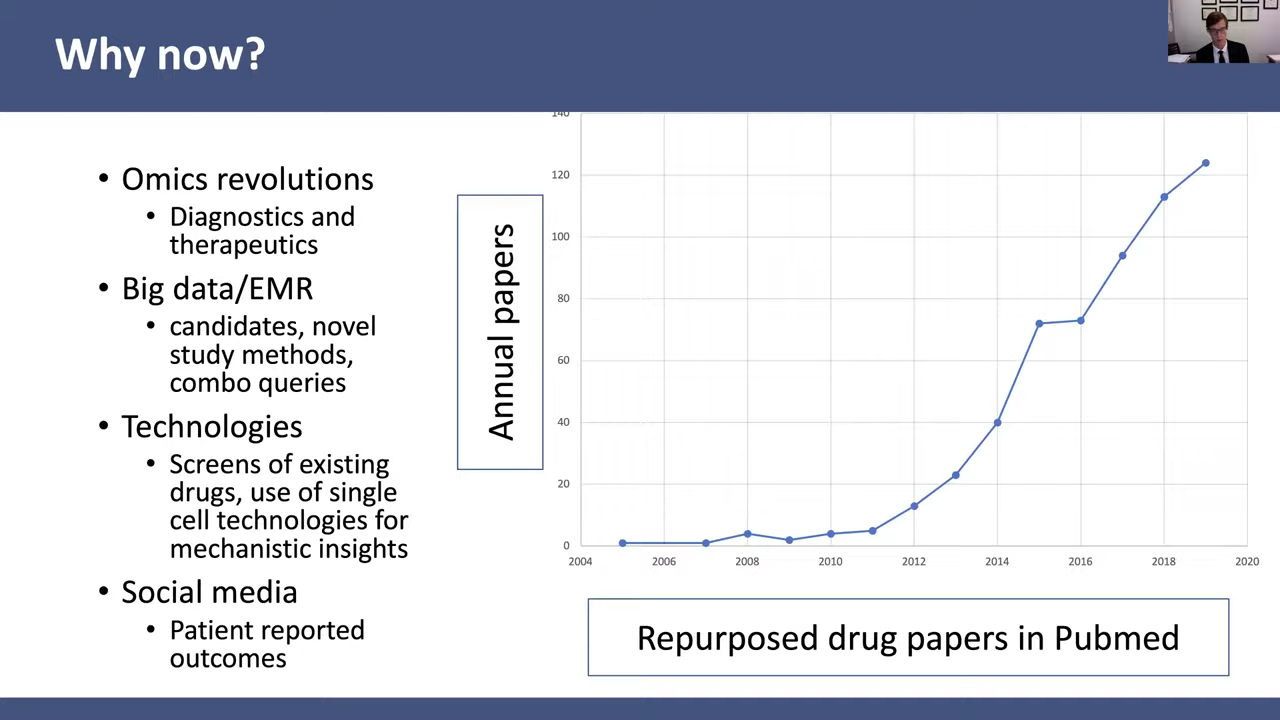 Why now?
• Omics revolutions
• Diagnostics and
therapeutics
• Big data/EMR
• candidates, novel
study methods,
combo queries
• Technologies
• Screens of existing
drugs, use of single
cell technologies for
mechanistic insights
• Social media
• Patient reported
outcomes
Annual papers
140
120
100
80
60
40
20
0
2004 2006 2008 2010 2012 2014 2016 2018 2020
Repurposed drug papers in Pubmed